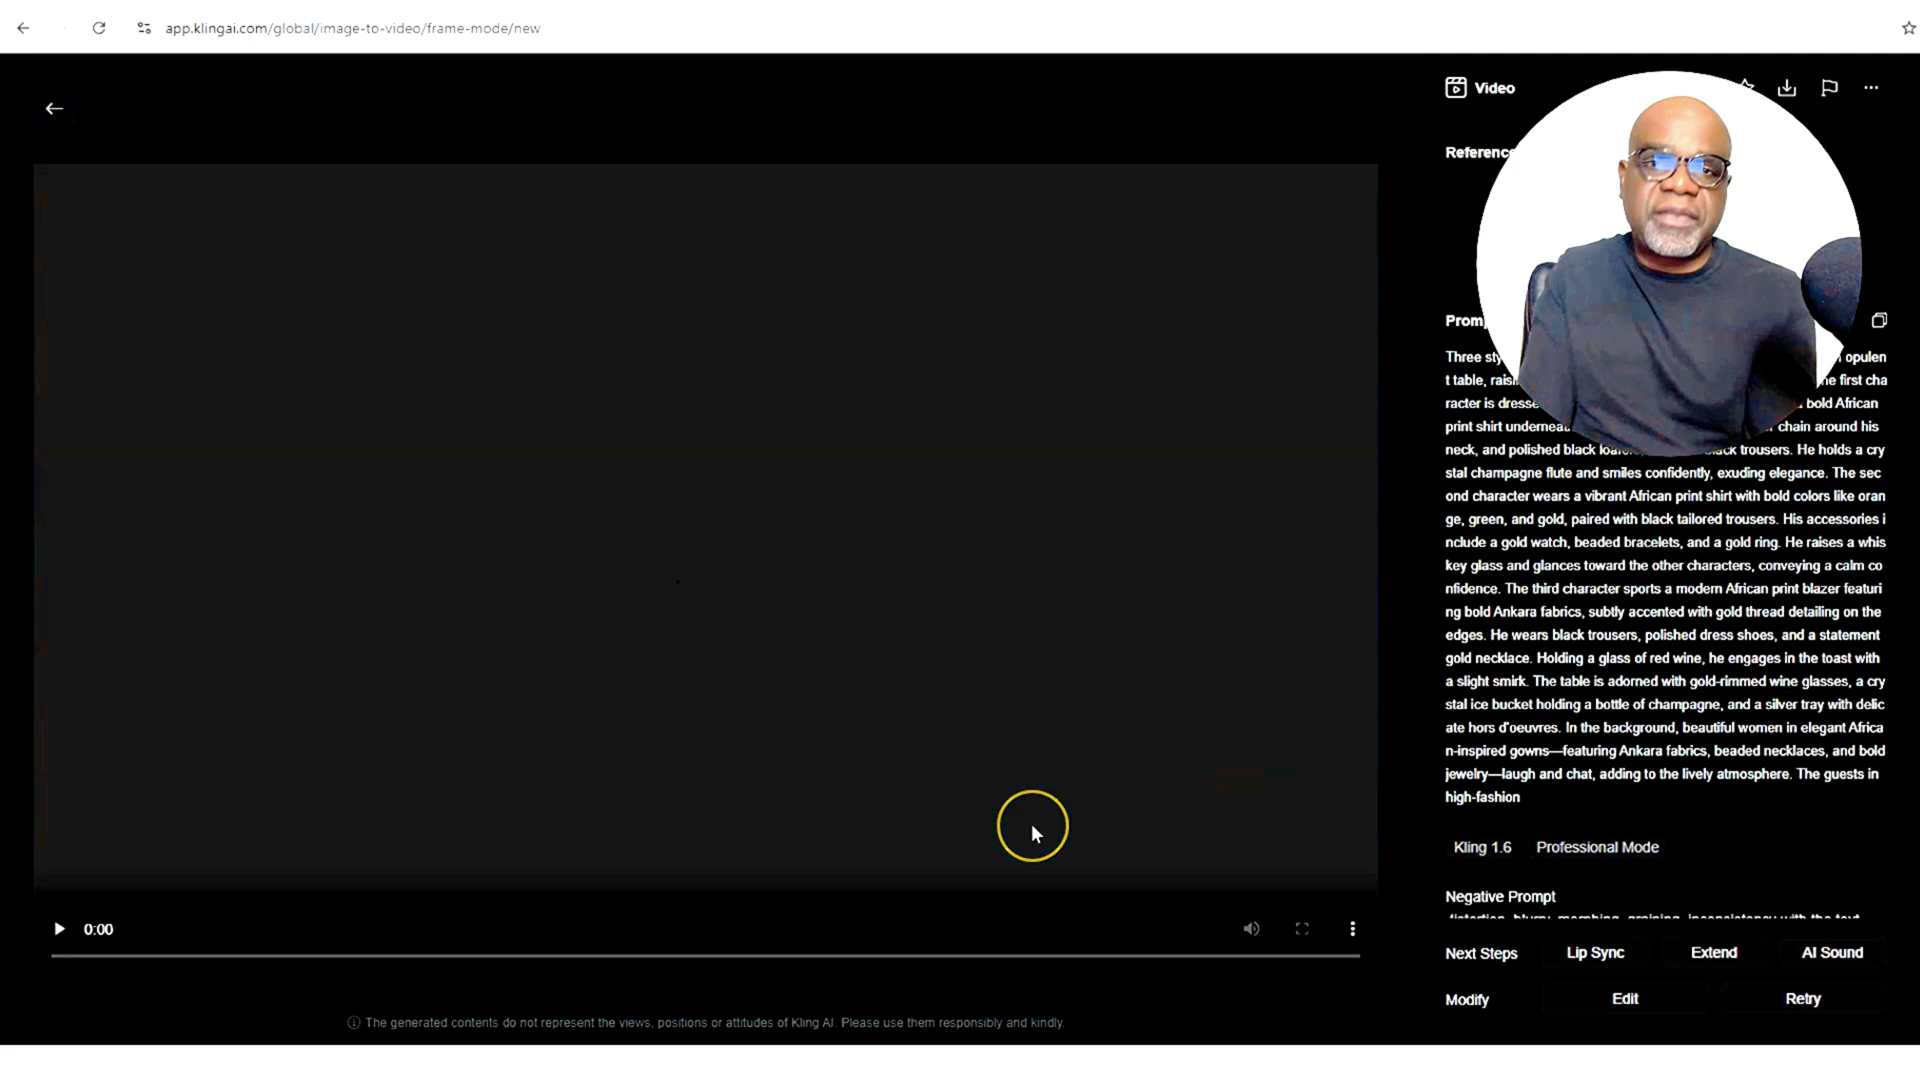 app.klingai.com/global/image-to-video/frame-mode/new
Video
Three
opulen
t table,
he first cha
racter is
bold African
print shirt
chain around his
neck, and polished black
trousers. He holds a cry
stal champagne flute and smiles confidently, exuding elegance. The sec
ond character wears a vibrant African print shirt with bold colors like oran
ge, green, and gold, paired with black tailored trousers. His accessories i
nclude a gold watch, beaded bracelets, and a gold ring. He raises a whis
key glass and glances toward the other characters, conveying a calm co
nfidence. The third character sports a modern African print blazer featuri
ng bold Ankara fabrics, subtly accented with gold thread detailing on the
edges. He wears black trousers, polished dress shoes, and a statement
gold necklace. Holding a glass of red wine, he engages in the toast with
a slight smirk. The table is adorned with gold-rimmed wine glasses, a cry
stal ice bucket holding a bottle of champagne, and a silver tray with delic
ate hors d'oeuvres. In the background, beautiful women in elegant Africa
n-inspired gowns—featuring Ankara fabrics, beaded necklaces, and bold
jewelry—laugh and chat, adding to the lively atmosphere. The guests in
high-fashion
Kling 1.6 Professional Mode
Negative Prompt
0:00
Next Steps Lip Sync Extend AI Sound
Modify Edit Retry
The generated contents do not represent the views, positions or attitudes of Kling AI. Please use them responsibly and kindly.